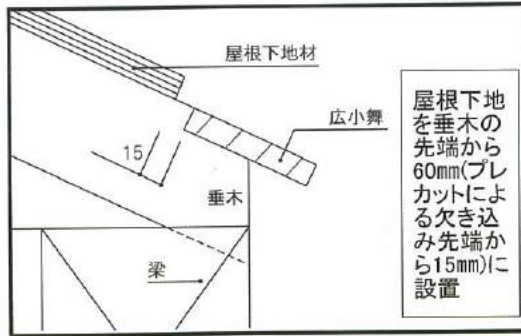 屋根下地材
広小舞
15
垂木
梁
屋根下地
を垂木の
先端から
60mm(プレ
カットによ
る欠き込
み先端か
ら15mm)に
設置